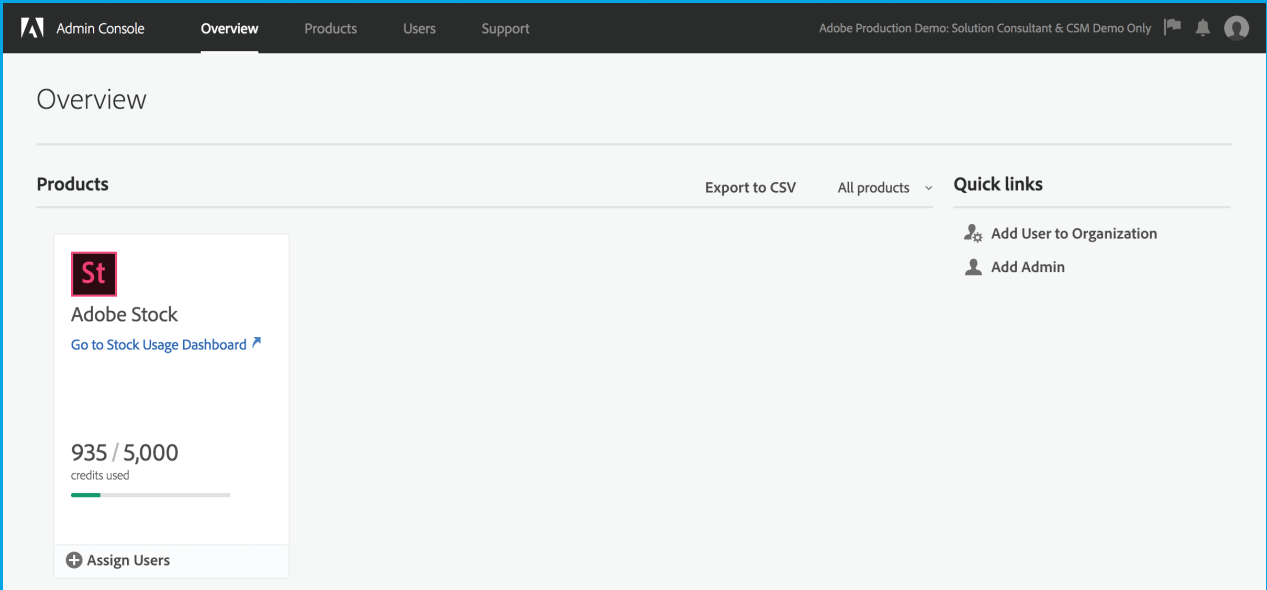 Admin Console Overview Products Users Support Adobe Production Demo: Solution Consultant & CSM Demo Only
Overview
Products Export to CSV All products Quick links
Add User to Organization
Add Admin
St
Adobe Stock
Go to Stock Usage Dashboard
935 / 5,000
credits used
Assign Users